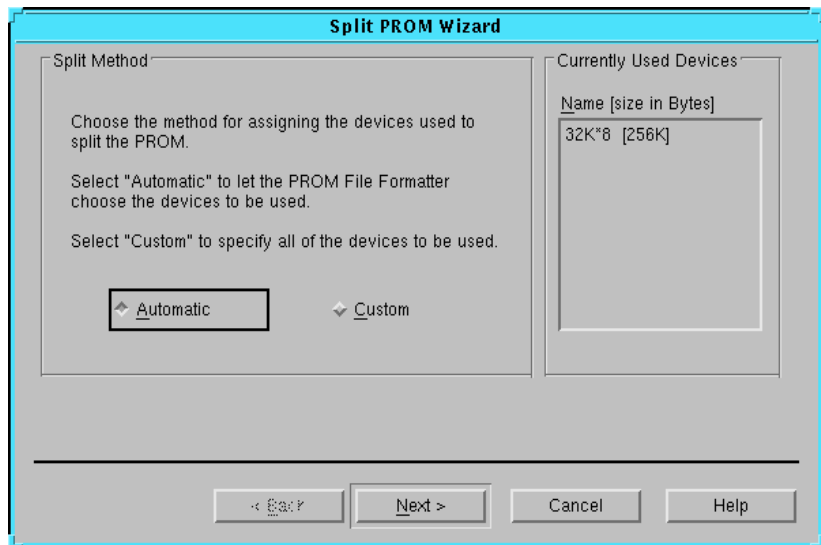 Split PROM Wizard
Split Method
Choose the method for assigning the devices used to
split the PROM.
Select "Automatic" to let the PROM File Formatter
choose the devices to be used.
Select "Custom" to specify all of the devices to be used.
Automatic
Custom
Currently Used Devices
Name [size in Bytes]
32K*8 [256K]
< Back
Next >
Cancel
Help